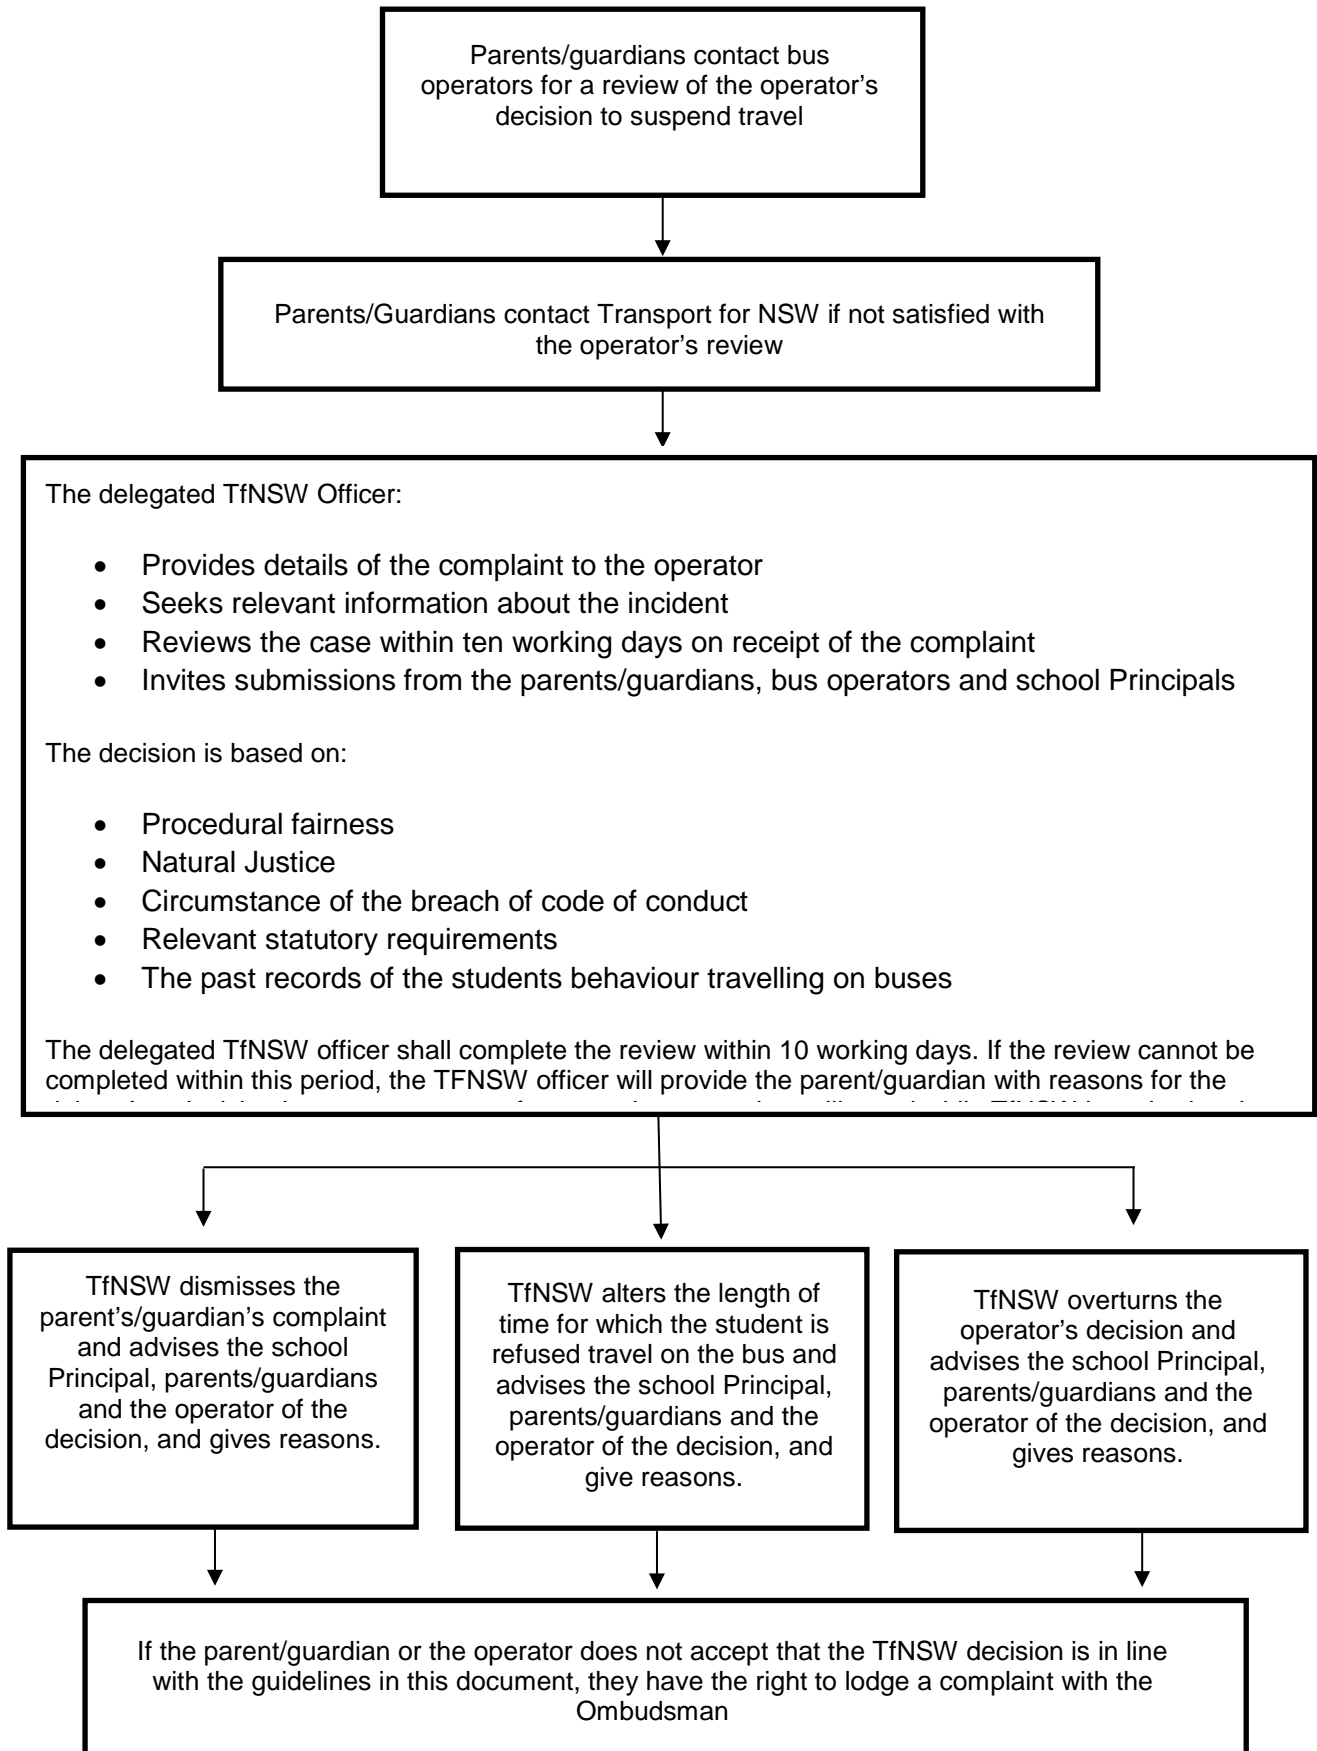 Parents/guardians contact bus
operators for a review of the operator's
decision to suspend travel
Parents/Guardians contact Transport for NSW if not satisfied with
the operator's review
The delegated TfNSW Officer:
• Provides details of the complaint to the operator
• Seeks relevant information about the incident
• Reviews the case within ten working days on receipt of the complaint
• Invites submissions from the parents/guardians, bus operators and school Principals
The decision is based on:
• Procedural fairness
• Natural Justice
• Circumstance of the breach of code of conduct
• Relevant statutory requirements
• The past records of the students behaviour travelling on buses
The delegated TfNSW officer shall complete the review within 10 working days. If the review cannot be
completed within this period, the TFNSW officer will provide the parent/guardian with reasons for the
TfNSW dismisses the
parent's/guardian's complaint
and advises the school
Principal, parents/guardians
and the operator of the
decision, and gives reasons.
TfNSW alters the length of
time for which the student is
refused travel on the bus and
advises the school Principal,
parents/guardians and the
operator of the decision, and
give reasons.
TfNSW overturns the
operator's decision and
advises the school Principal,
parents/guardians and the
operator of the decision, and
gives reasons.
If the parent/guardian or the operator does not accept that the TfNSW decision is in line
with the guidelines in this document, they have the right to lodge a complaint with the
Ombudsman